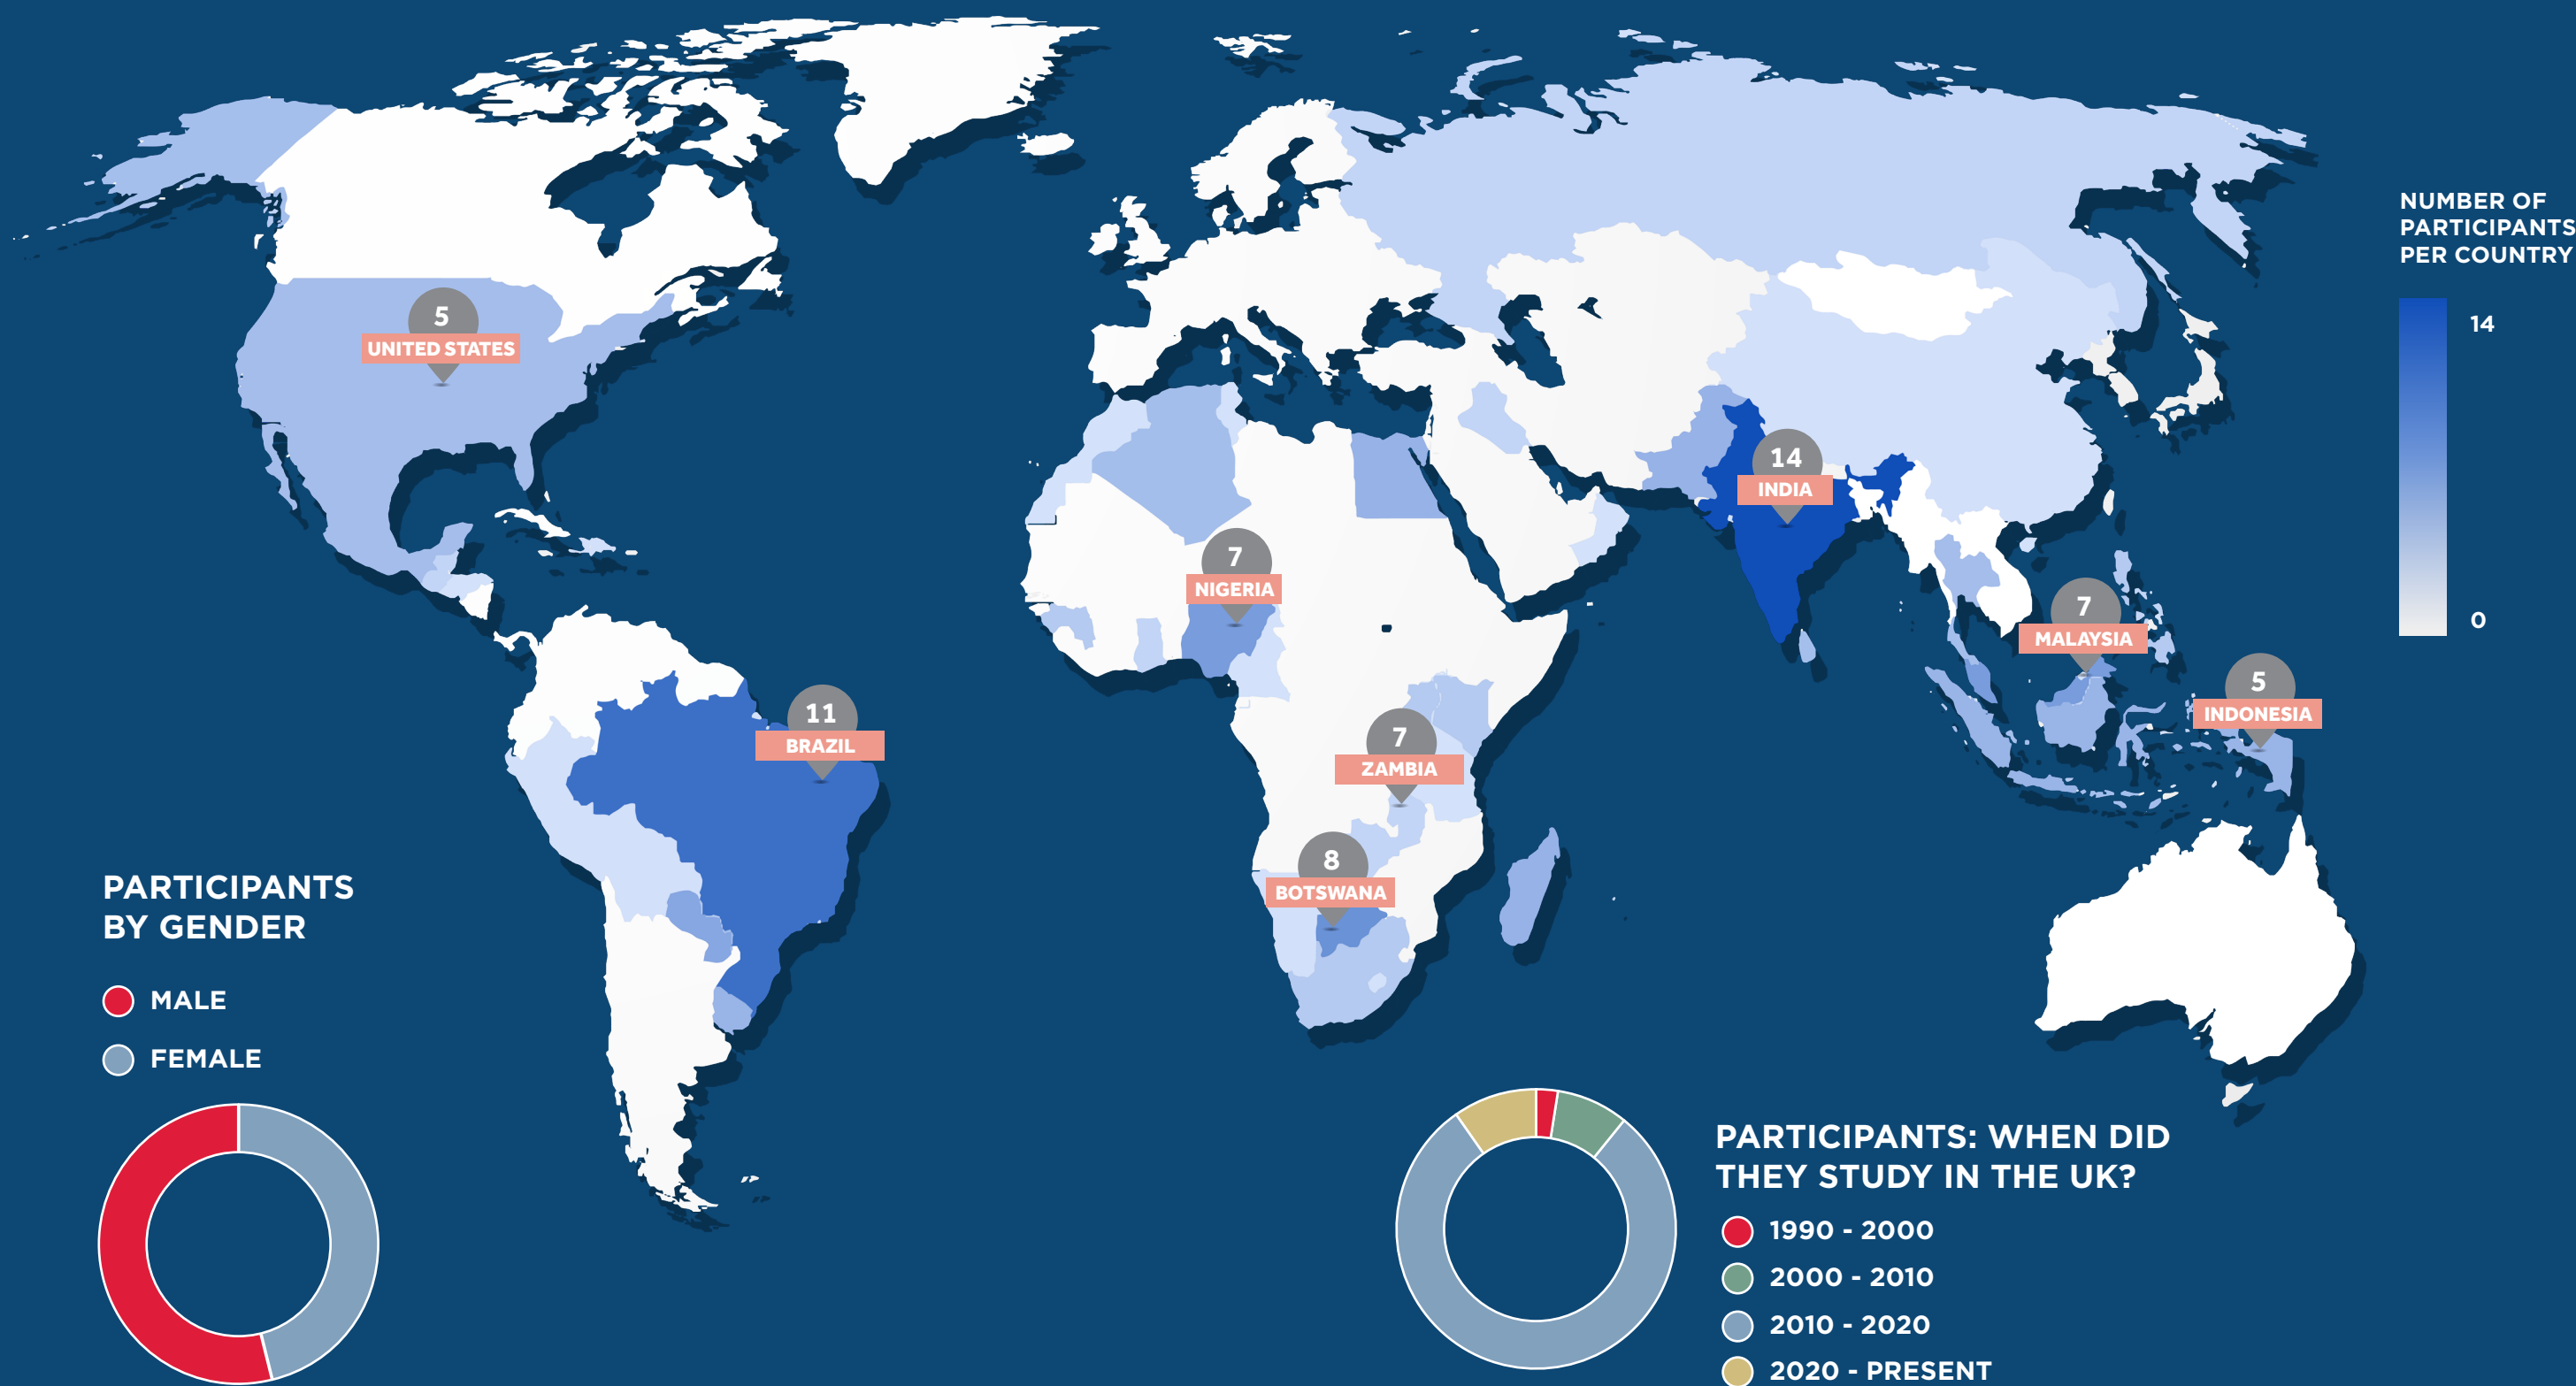 NUMBER OF
PARTICIPANTS
PER COUNTRY
14
0
5
UNITED STATES
14
INDIA
7
NIGERIA
7
MALAYSIA
5
INDONESIA
11
BRAZIL
7
ZAMBIA
8
BOTSWANA
PARTICIPANTS
BY GENDER
MALE
FEMALE
PARTICIPANTS: WHEN DID
THEY STUDY IN THE UK?
1990 - 2000
2000 - 2010
2010 - 2020
2020 - PRESENT